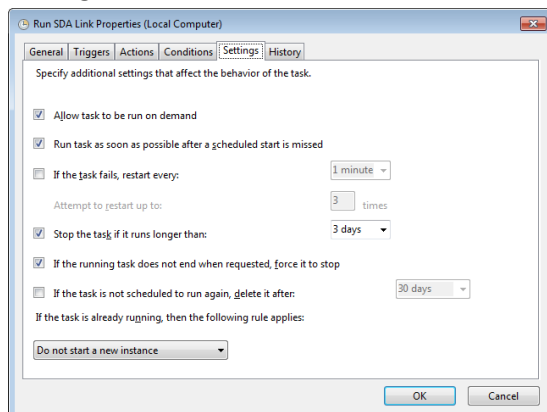 Run SDA Link Properties (Local Computer)
General Triggers Actions Conditions Settings History
Specify additional settings that affect the behavior of the task.
Allow task to be run on demand
Run task as soon as possible after a scheduled start is missed
If the task fails, restart every: 1 minute
Attempt to restart up to: 3 times
Stop the task if it runs longer than: 3 days
If the running task does not end when requested, force it to stop
If the task is not scheduled to run again, delete it after: 30 days
If the task is already running, then the following rule applies:
Do not start a new instance
OK Cancel